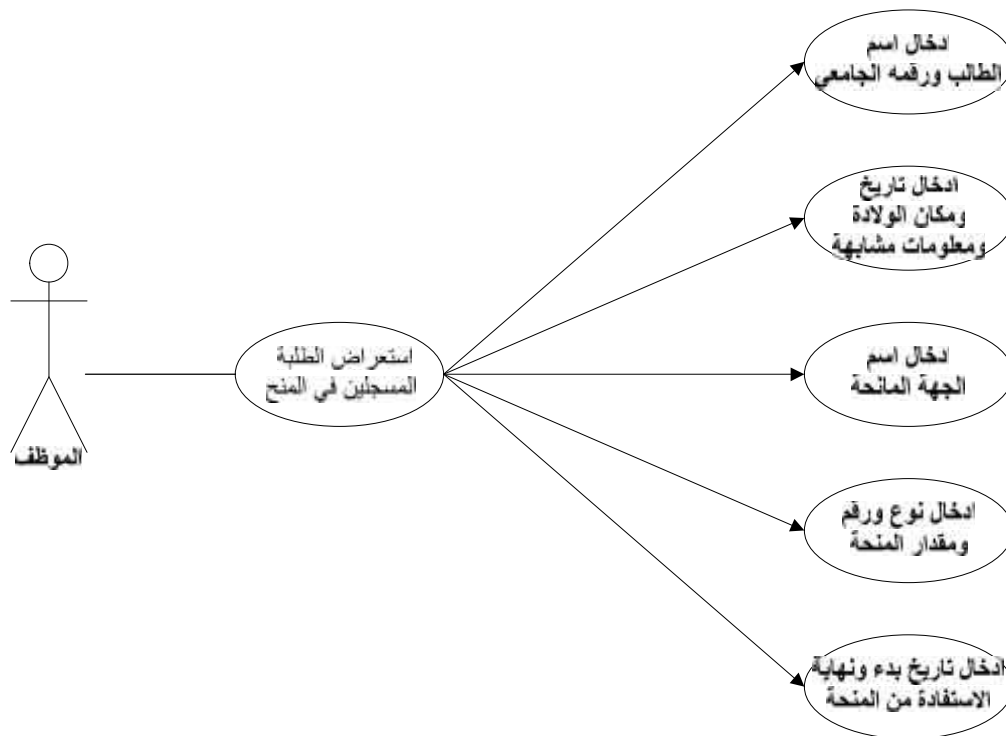 ادخال اسم
الطالب ورقمه الجامعي
ادخال تاريخ
ومكان الولادة
ومعلومات مشابهة
استعراض الطلبة
المسجلين في المنح
ادخال اسم
الجهة المانحة
الموظف
ادخال نوع ورقم
ومقدار المنحة
ادخال تاريخ بدء ونهاية
الاستفادة من المنحة